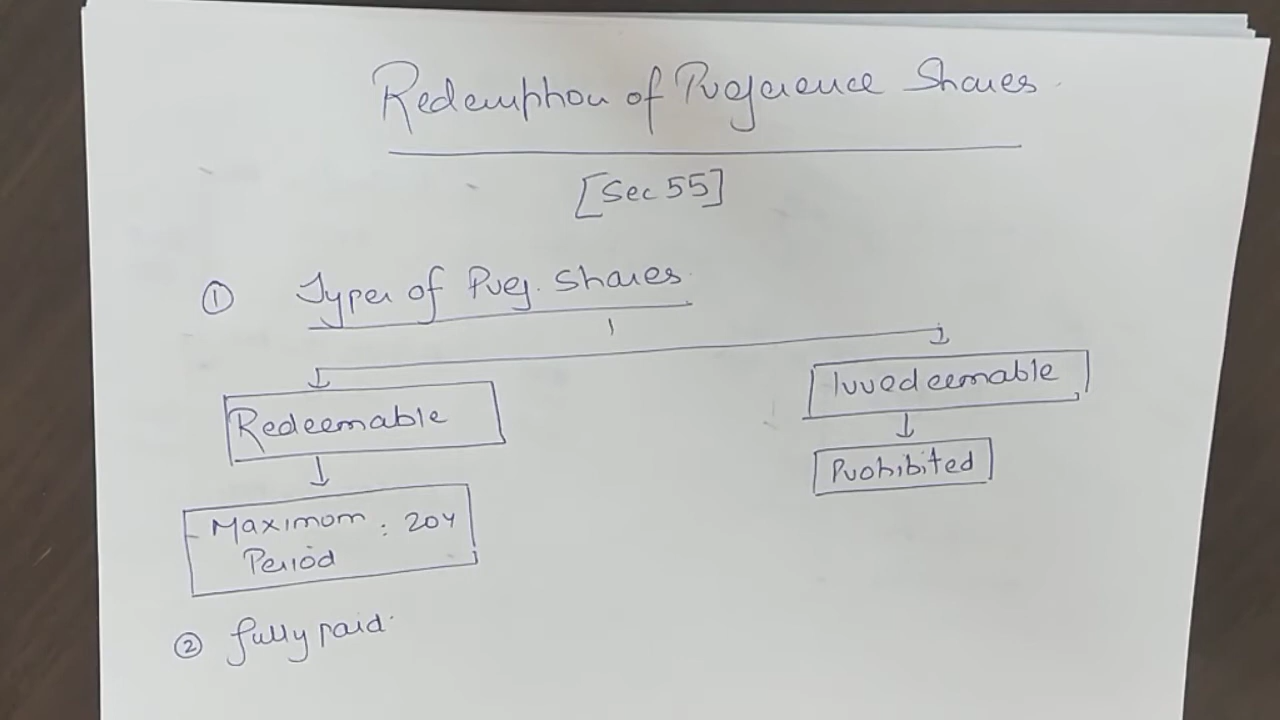 Redemption of Preference Shares
[Sec 55]
① Types of Pref. Shares
Redeemable
Irredeemable
Prohibited
Maximum : 20y
Period
② fully paid.